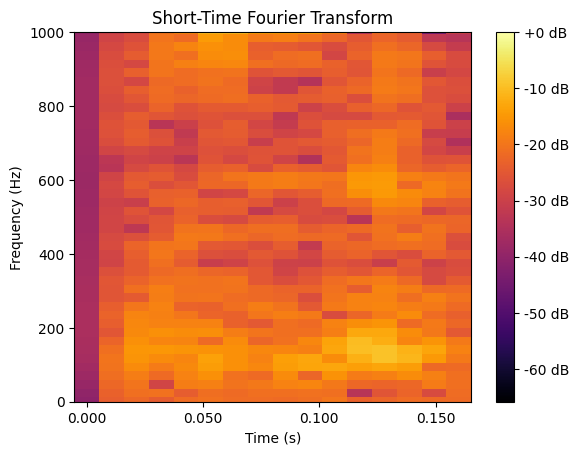 Short-Time Fourier Transform
1000
800
600
400
200
0
Frequency (Hz)
0.000
0.050
0.100
0.150
Time (s)
+0 dB
-10 dB
-20 dB
-30 dB
-40 dB
-50 dB
-60 dB